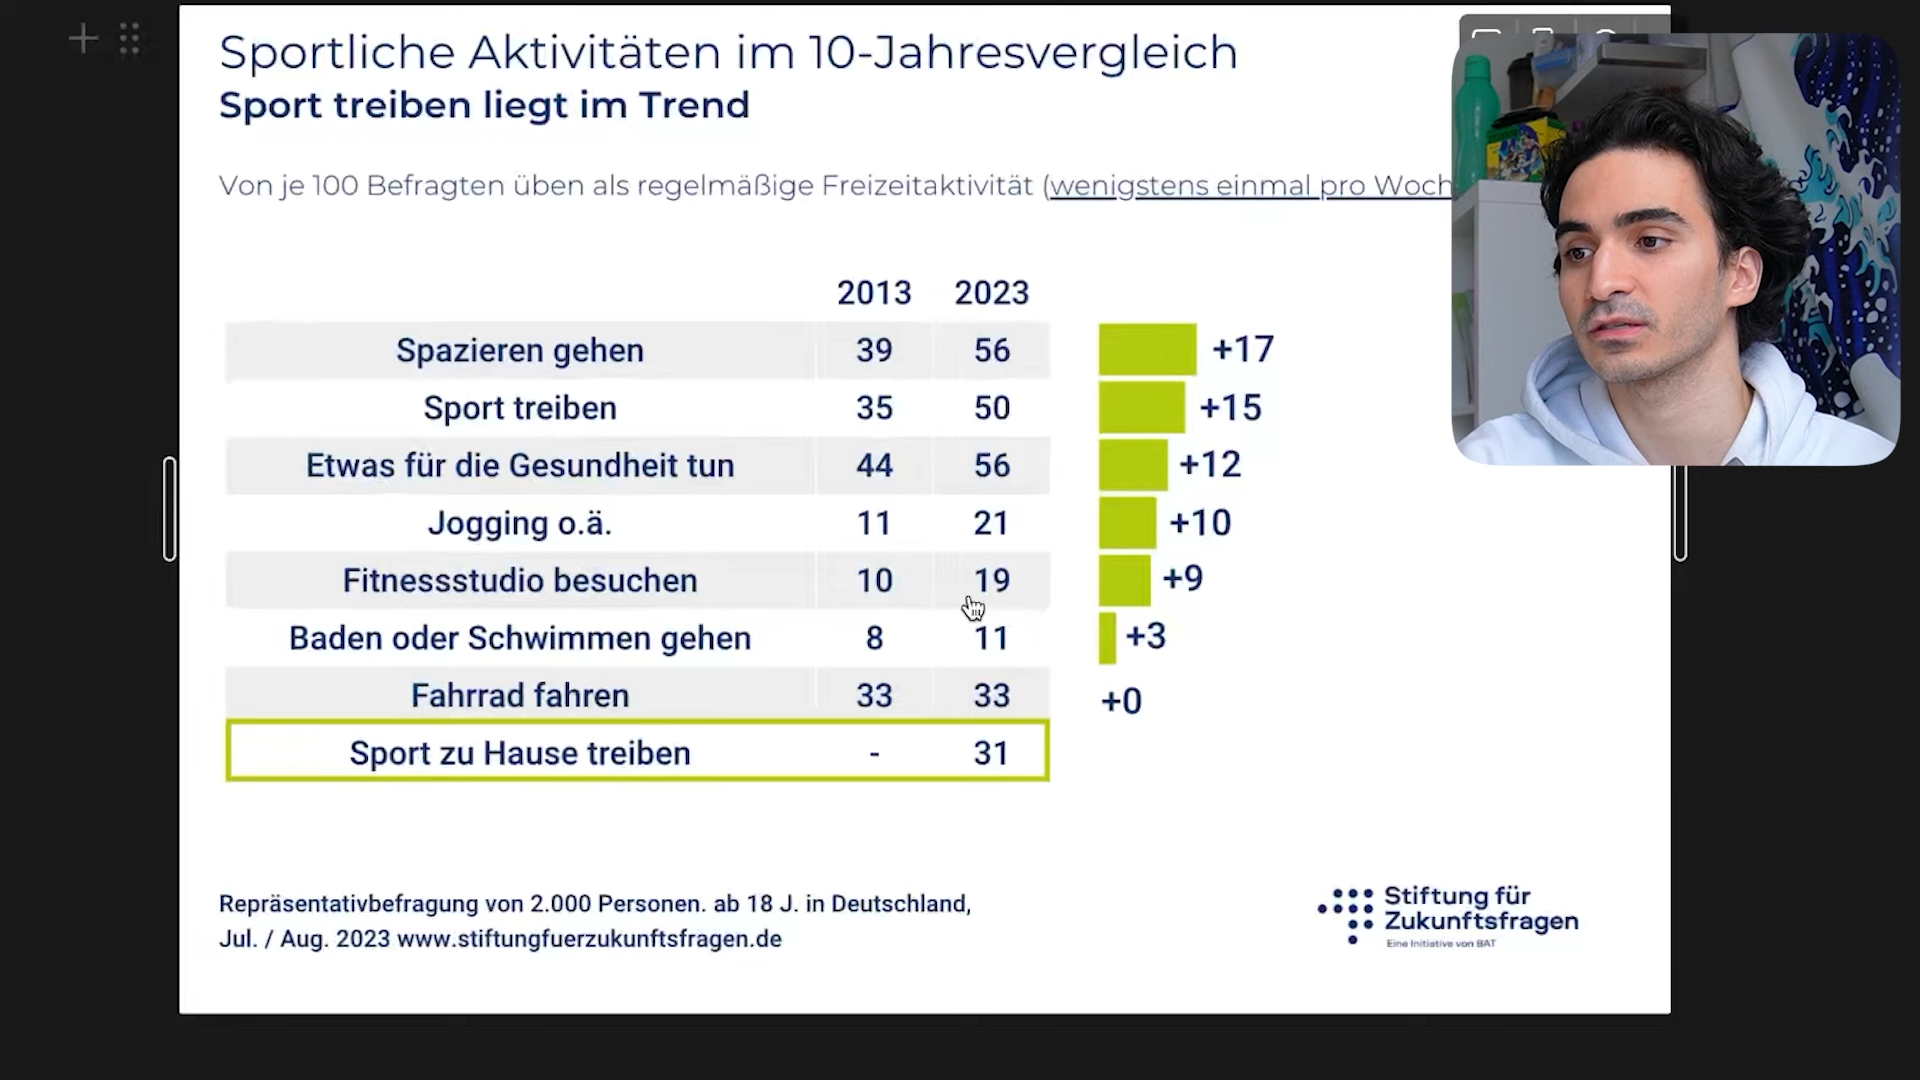 Sportliche Aktivitäten im 10-Jahresvergleich
Sport treiben liegt im Trend
Von je 100 Befragten üben als regelmäßige Freizeitaktivität (wenigstens einmal pro Woch
2013 2023
Spazieren gehen 39 56 +17
Sport treiben 35 50 +15
Etwas für die Gesundheit tun 44 56 +12
Jogging o.ä. 11 21 +10
Fitnessstudio besuchen 10 19 +9
Baden oder Schwimmen gehen 8 11 +3
Fahrrad fahren 33 33 +0
Sport zu Hause treiben - 31
Repräsentativbefragung von 2.000 Personen. ab 18 J. in Deutschland,
Jul. / Aug. 2023 www.stiftungfuerzukunftsfragen.de
Stiftung für
Zukunftsfragen
Eine Initiative von BAT